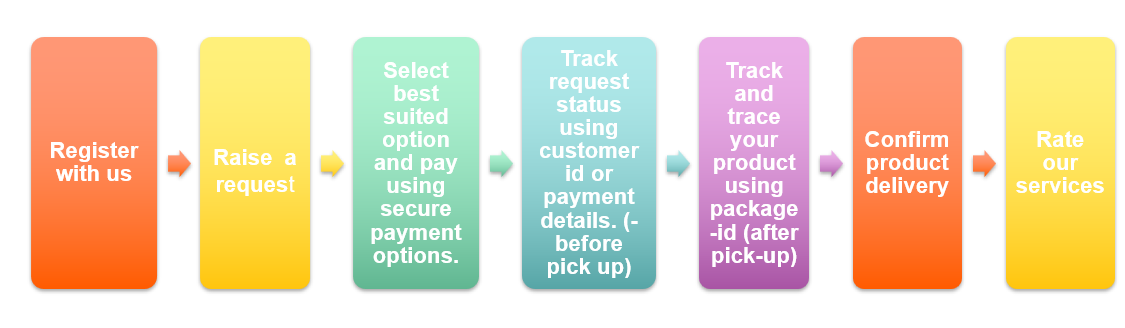 Register
with us
Raise  a
request
Select
best
suited
option
and pay
using
secure
payment
options.
Track
request
status
using
customer
id or
payment
details. (-
before
pick up)
Track
and
trace
your
product
using
package
-id (after
pick-up)
Confirm
product
delivery
Rate
our
services